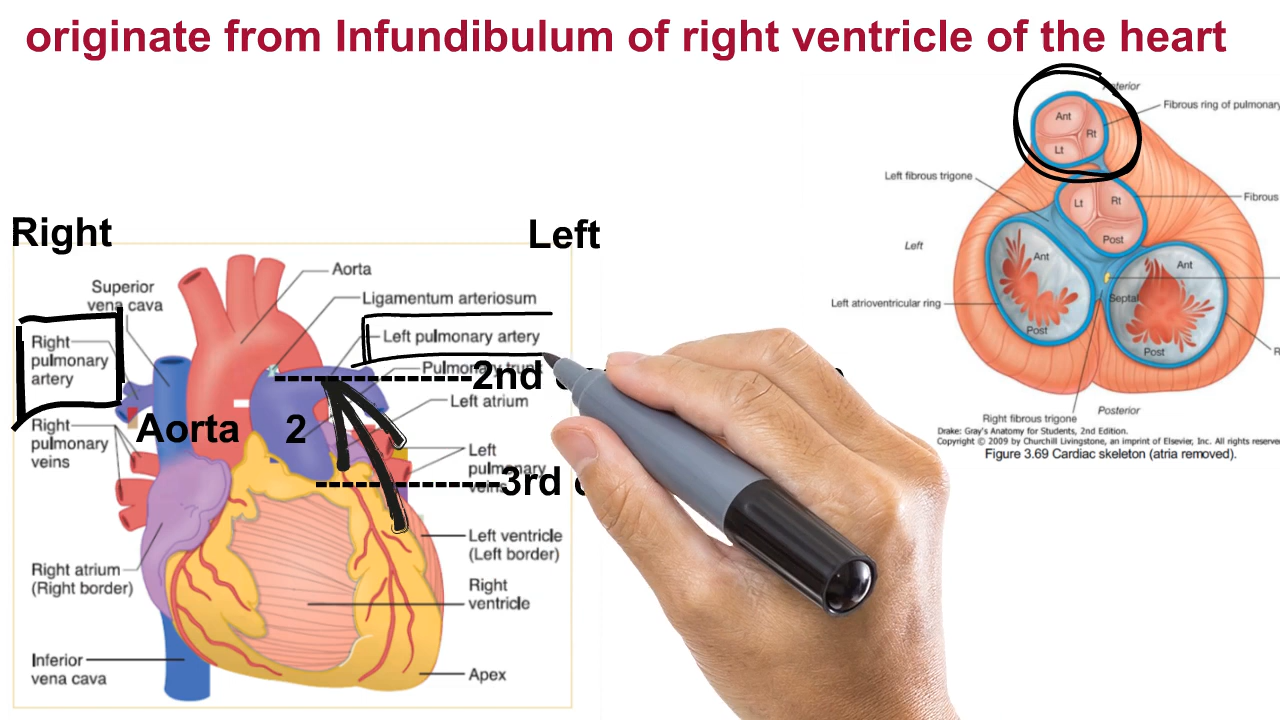 originate from Infundibulum of right ventricle of the heart
Right
Left
Aorta
Superior
vena cava
Ligamentum arteriosum
Right
pulmonary
artery
Left pulmonary artery
Pulmonary trunk
-----------------2nd
Left atrium
Aorta 2
Right
pulmonary
veins
Left
pulmonary
veins
----------------3rd
Left ventricle
(Left border)
Right atrium
(Right border)
Right
ventricle
Inferior
vena cava
Apex
Anterior
Fibrous ring of pulmonary
Ant
Rt
Lt
Left fibrous trigone
Lt
Rt
Fibrous
Post
Left
Ant
Ant
Septal
Left atrioventricular ring
Post
Post
R
Right fibrous trigone
Posterior
Drake: Gray's Anatomy for Students, 2nd Edition.
Copyright © 2009 by Churchill Livingstone, an imprint of Elsevier, Inc. All rights reserve
Figure 3.69 Cardiac skeleton (atria removed).